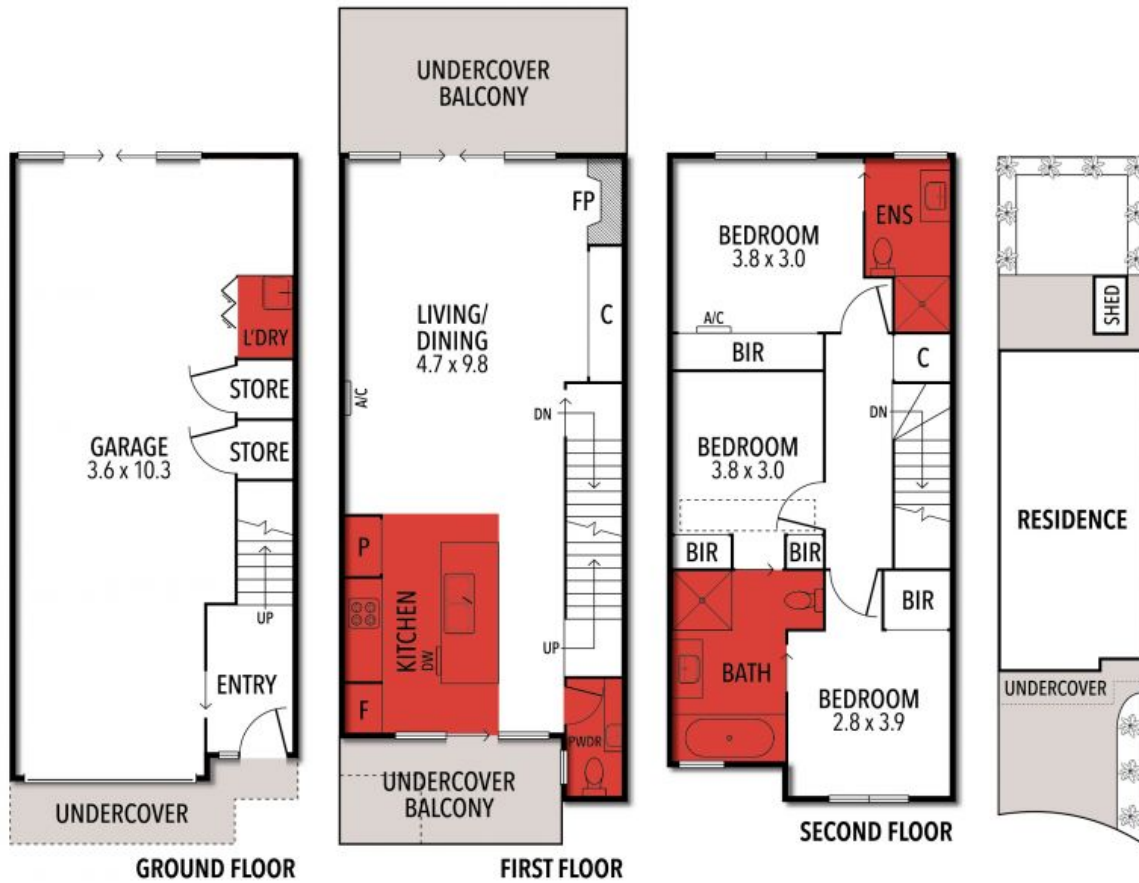 GARAGE
3.6 x 10.3
L'DRY
STORE
STORE
UP
ENTRY
UNDERCOVER
GROUND FLOOR
UNDERCOVER
BALCONY
FP
LIVING/
DINING
4.7 x 9.8
C
A/C
DN
P
KITCHEN
DW
F
UP
PWDR
UNDERCOVER
BALCONY
FIRST FLOOR
ENS
BEDROOM
3.8 x 3.0
A/C
BIR
C
DN
BEDROOM
3.8 x 3.0
BIR
BIR
BIR
BATH
BEDROOM
2.8 x 3.9
SECOND FLOOR
SHED
RESIDENCE
UNDERCOVER